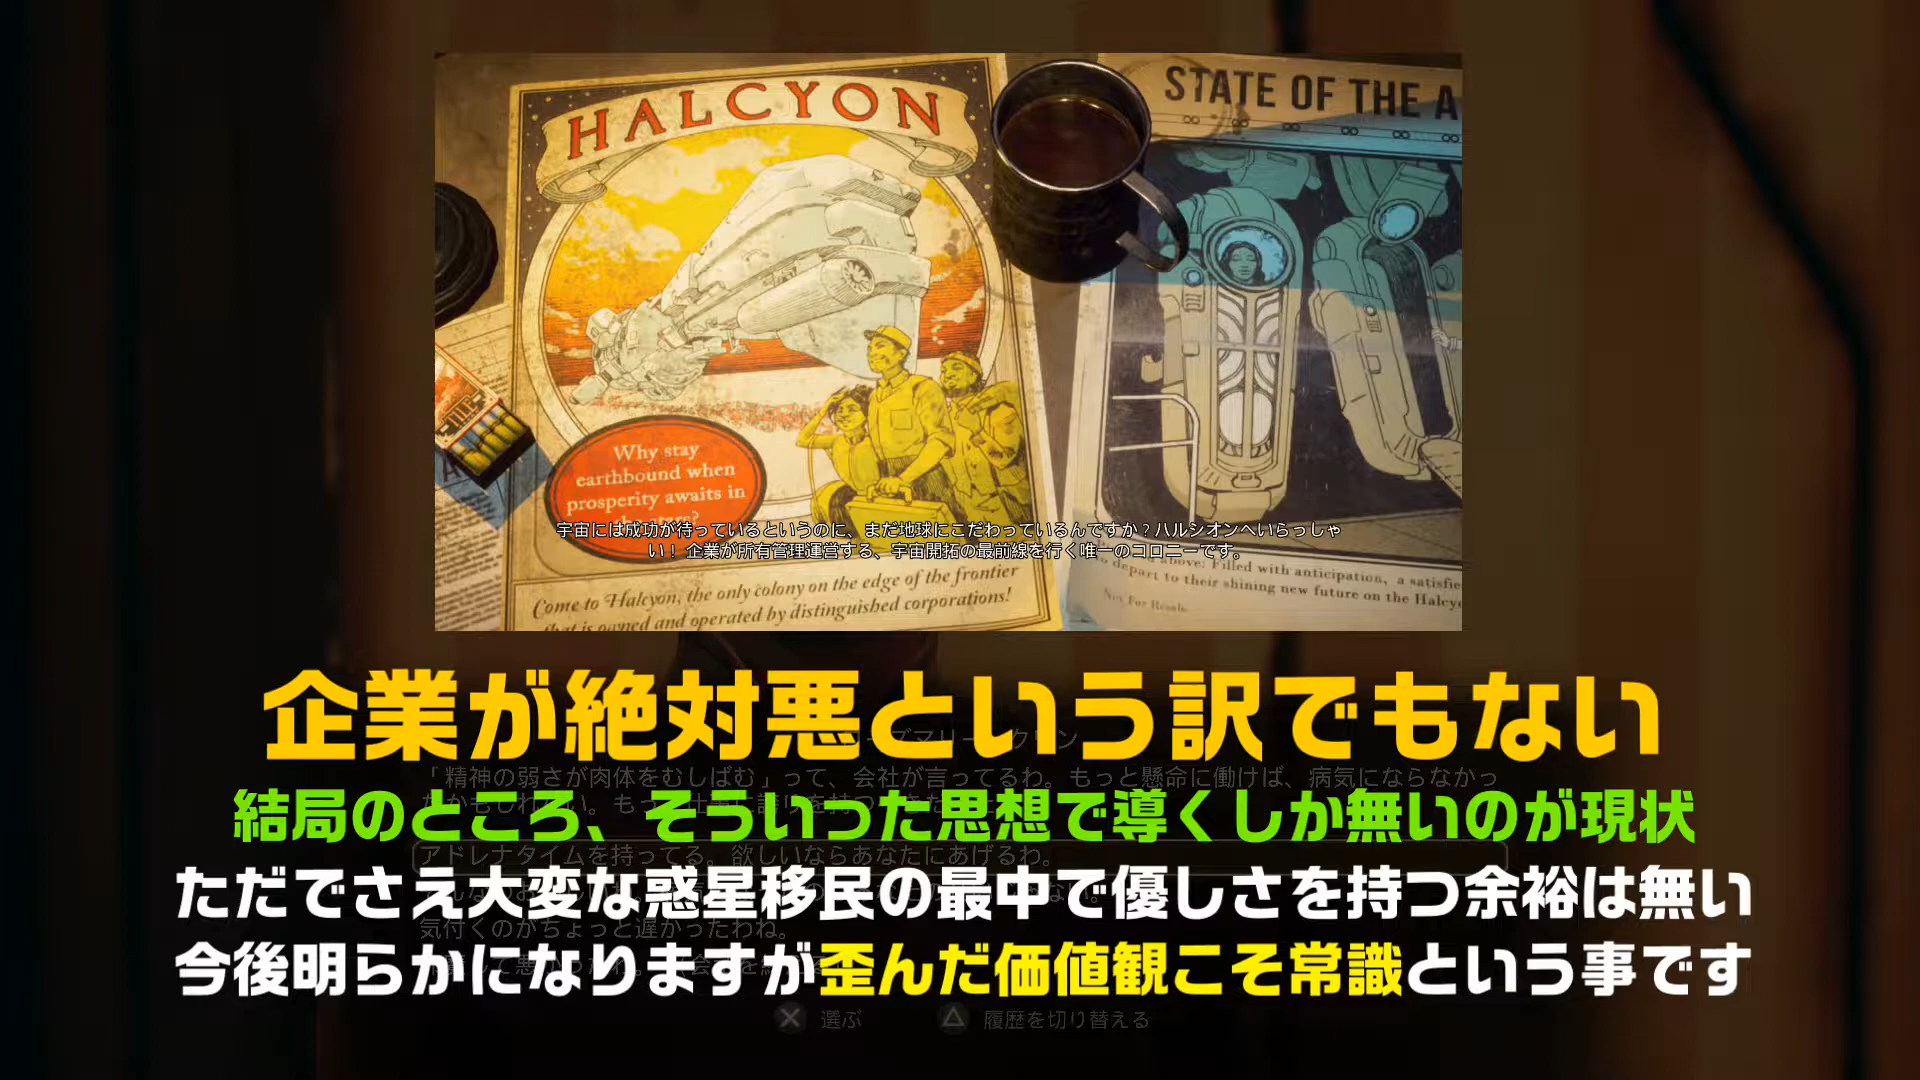 HALCYON
STATE OF THE A
Why stay
earthbound when
prosperity awaits in
宇宙には成功が待っているというのに、まだ地球にこだわっているんですか？ハルシオンへいらっしゃ
い！ 企業が所有管理運営する、宇宙開拓の最前線を行く唯一のコロニーです。
Come to Halcyon, the only colony on the edge of the frontier
that is owned and operated by distinguished corporations!
above: Filled with anticipation, a satisfie
depart to their shining new future on the Halcyo
Not For Resale
企業が絶対悪という訳でもない
「精神の弱さが肉体をむしばむ」って、会社が言ってるわ。もっと懸命に働けば、病気にならなかっ
結局のところ、そういった思想で導くしか無いのが現状
アドレナタイムを持ってる。欲しいならあなたにあげるわ。
ただでさえ大変な惑星移民の最中で優しさを持つ余裕は無い
気付くのがちょっと遅かったわね。
今後明らかになりますが歪んだ価値観こそ常識という事です
選ぶ
履歴を切り替える